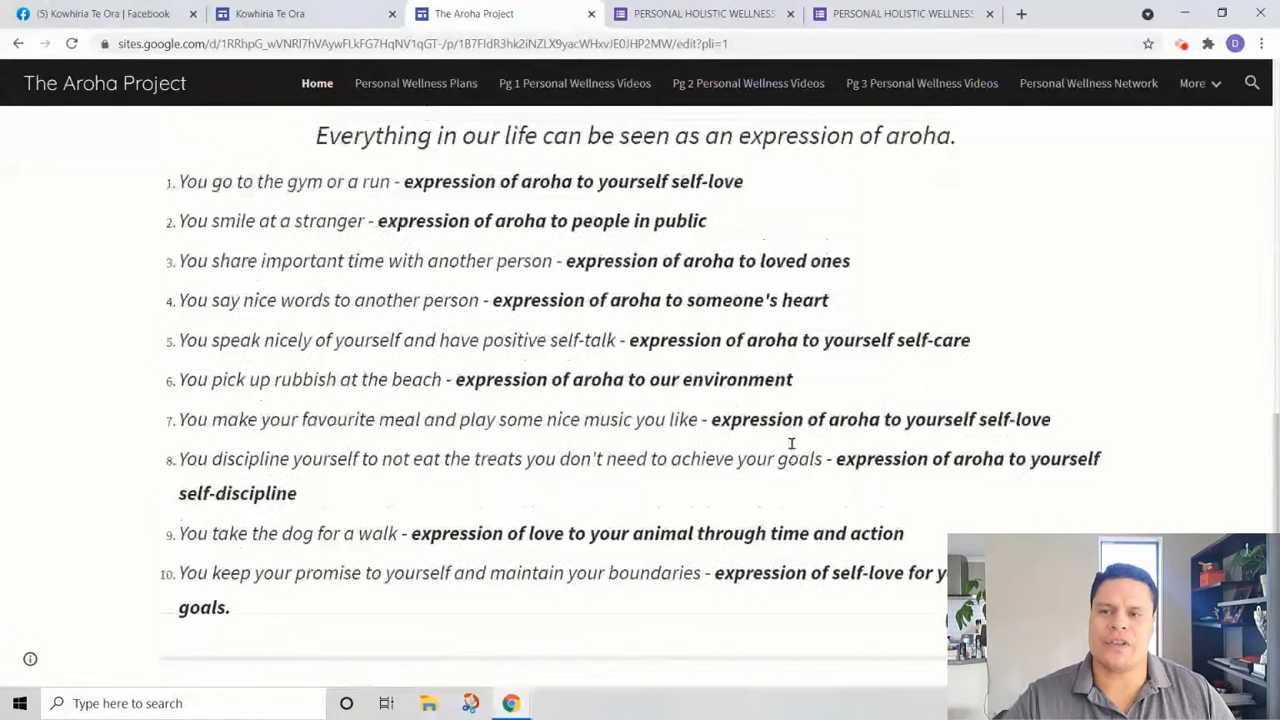 (5) Kowhiria Te Ora | Facebook
Kowhiria Te Ora
The Aroha Project
PERSONAL HOLISTIC WELLNESS
PERSONAL HOLISTIC WELLNESS
D
The Aroha Project
Home
Personal Wellness Plans
Pg 1 Personal Wellness Videos
Pg 2 Personal Wellness Videos
Pg 3 Personal Wellness Videos
Personal Wellness Network
More
Everything in our life can be seen as an expression of aroha.
1. You go to the gym or a run - expression of aroha to yourself self-love
2. You smile at a stranger - expression of aroha to people in public
3. You share important time with another person - expression of aroha to loved ones
4. You say nice words to another person - expression of aroha to someone's heart
5. You speak nicely of yourself and have positive self-talk - expression of aroha to yourself self-care
6. You pick up rubbish at the beach - expression of aroha to our environment
7. You make your favourite meal and play some nice music you like - expression of aroha to yourself self-love
8. You discipline yourself to not eat the treats you don't need to achieve your goals - expression of aroha to yourself
self-discipline
9. You take the dog for a walk - expression of love to your animal through time and action
10. You keep your promise to yourself and maintain your boundaries - expression of self-love for
goals.
Type here to search